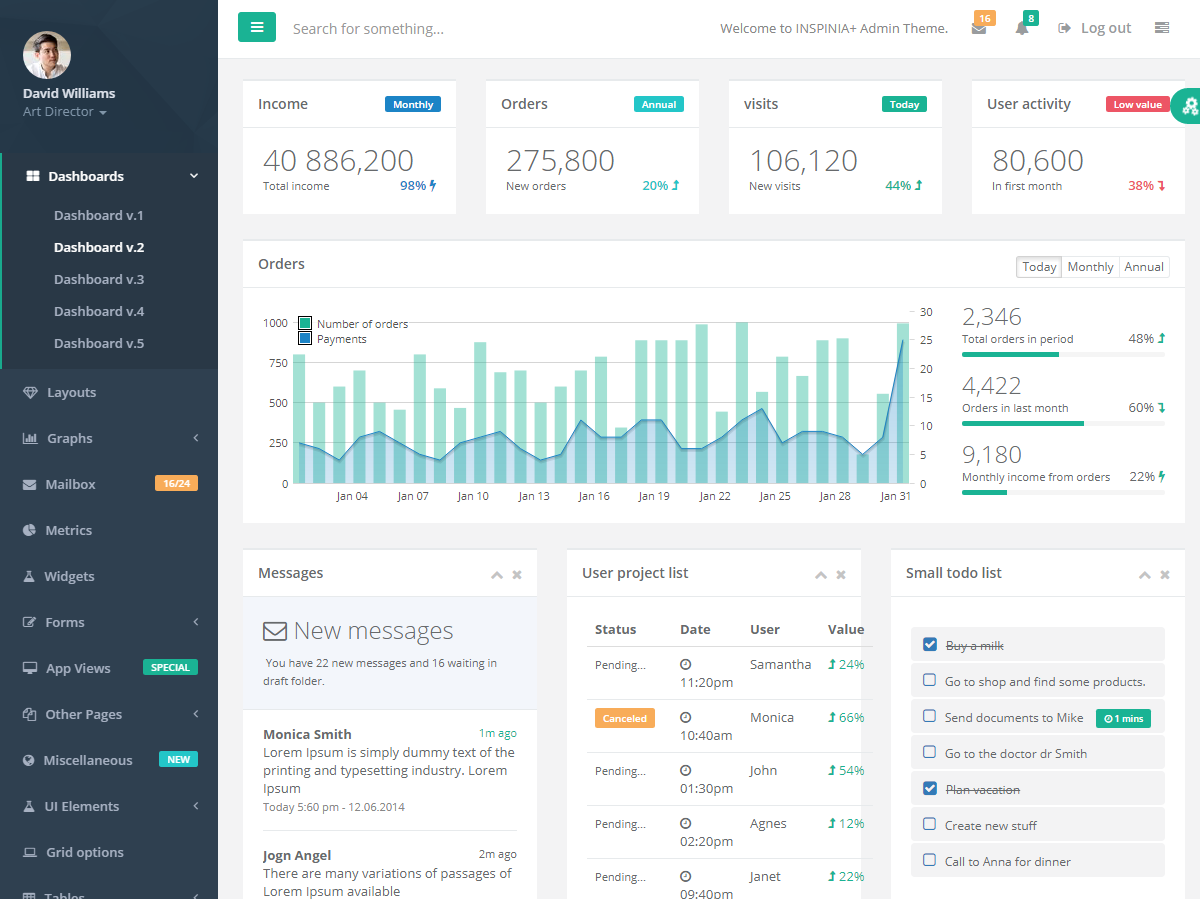 David Williams
Art Director
Dashboards
Dashboard v.1
Dashboard v.2
Dashboard v.3
Dashboard v.4
Dashboard v.5
Layouts
Graphs
Mailbox 16/24
Metrics
Widgets
Forms
App Views SPECIAL
Other Pages
Miscellaneous NEW
UI Elements
Grid options
Tables
Search for something...
Welcome to INSPINIA+ Admin Theme. 16 8 Log out
Income Monthly
40 886,200
Total income 98%
Orders Annual
275,800
New orders 20%
visits Today
106,120
New visits 44%
User activity Low value
80,600
In first month 38%
Orders
Today Monthly Annual
Number of orders
Payments
1000
750
500
250
0
30
25
20
15
10
5
0
Jan 04 Jan 07 Jan 10 Jan 13 Jan 16 Jan 19 Jan 22 Jan 25 Jan 28 Jan 31
2,346
Total orders in period 48%
4,422
Orders in last month 60%
9,180
Monthly income from orders 22%
Messages
New messages
You have 22 new messages and 16 waiting in
draft folder.
Monica Smith 1m ago
Lorem Ipsum is simply dummy text of the
printing and typesetting industry. Lorem
Ipsum
Today 5:60 pm - 12.06.2014
Jogn Angel 2m ago
There are many variations of passages of
Lorem Ipsum available
User project list
Status Date User Value
Pending... 11:20pm Samantha 24%
Canceled 10:40am Monica 66%
Pending... 01:30pm John 54%
Pending... 02:20pm Agnes 12%
Pending... 09:40pm Janet 22%
Small todo list
Buy a milk
Go to shop and find some products.
Send documents to Mike 1 mins
Go to the doctor dr Smith
Plan vacation
Create new stuff
Call to Anna for dinner